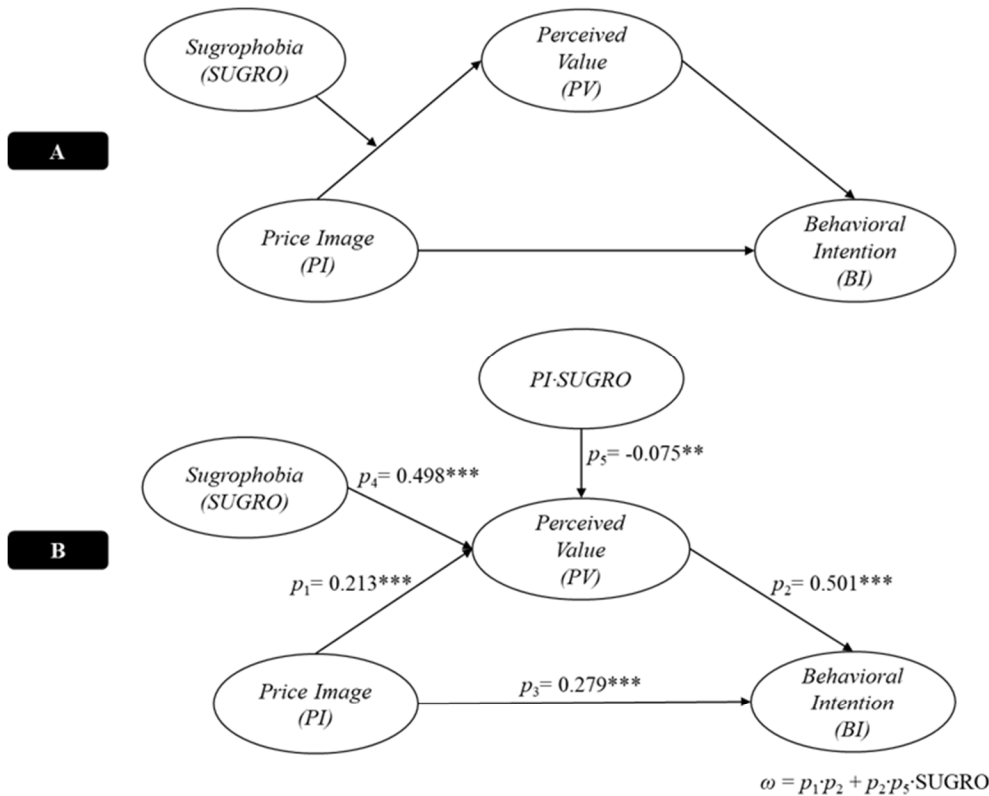 Sugrophobia
(SUGRO)
Perceived
Value
(PV)
A
Price Image
(PI)
Behavioral
Intention
(BI)
PI·SUGRO
p5= -0.075**
Sugrophobia
(SUGRO)
p4= 0.498***
Perceived
Value
(PV)
B
p1= 0.213***
p2= 0.501***
Price Image
(PI)
p3= 0.279***
Behavioral
Intention
(BI)
ω = p1·p2 + p2·p5·SUGRO